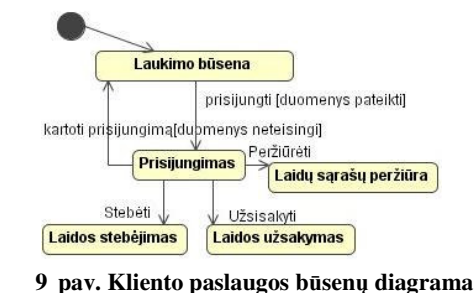 Laukimo būsena
prisijungti [duomenys pateikti]
kartoti prisijungimą[duomenys neteisingi]
Peržiūrėti
Prisijungimas
Laidų sąrašų peržiūra
Stebėti
Užsisakyti
Laidos stebėjimas
Laidos užsakymas
9 pav. Kliento paslaugos būsenų diagrama